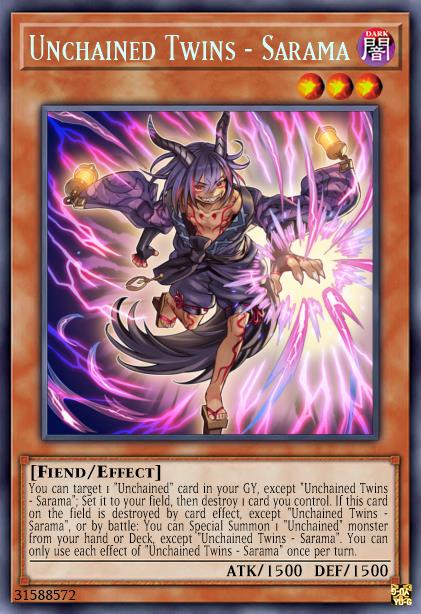 Unchained Twins - Sarama
DARK
闇
[Fiend/Effect]
You can target 1 "Unchained" card in your GY, except "Unchained Twins
- Sarama"; Set it to your field, then destroy 1 card you control. If this card
on the field is destroyed by card effect, except "Unchained Twins -
Sarama", or by battle: You can Special Summon 1 "Unchained" monster
from your hand or Deck, except "Unchained Twins - Sarama". You can
only use each effect of "Unchained Twins - Sarama" once per turn.
ATK/1500 DEF/1500
31588572